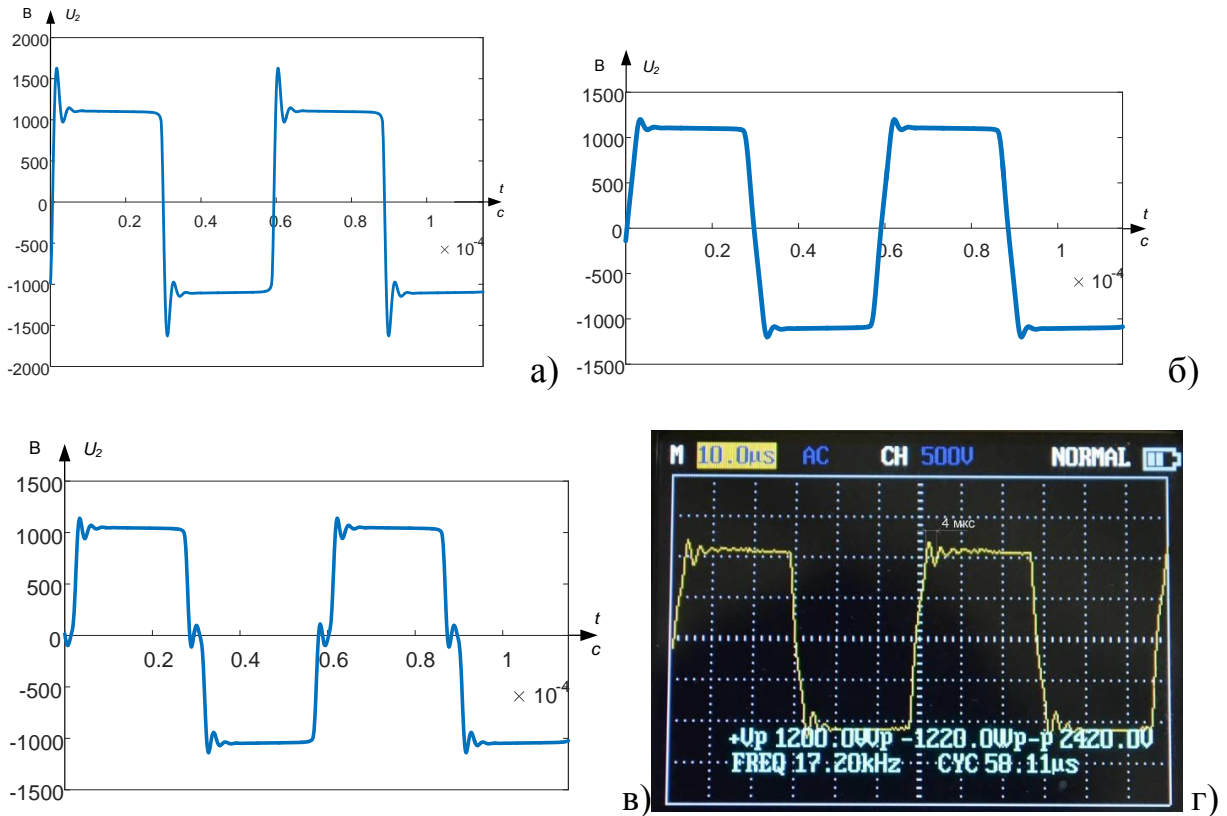 В U₂
2000
1500
1000
500
0
-500
-1000
-1500
-2000
0.2 0.4 0.6 0.8 1
t
c
× 10⁻⁴
а)
В U₂
1500
1000
500
0
-500
-1000
-1500
0.2 0.4 0.6 0.8 1
t
c
× 10⁻⁴
б)
В U₂
1500
1000
500
0
-500
-1000
-1500
0.2 0.4 0.6 0.8 1
t
c
× 10⁻⁴
в)
M 10.0µs AC CH 500V NORMAL
4 мкс
+Vp 1200.0V Vp -1220.0V Vp-p 2420.0V
FREQ 17.20kHz CYC 58.11µs
г)